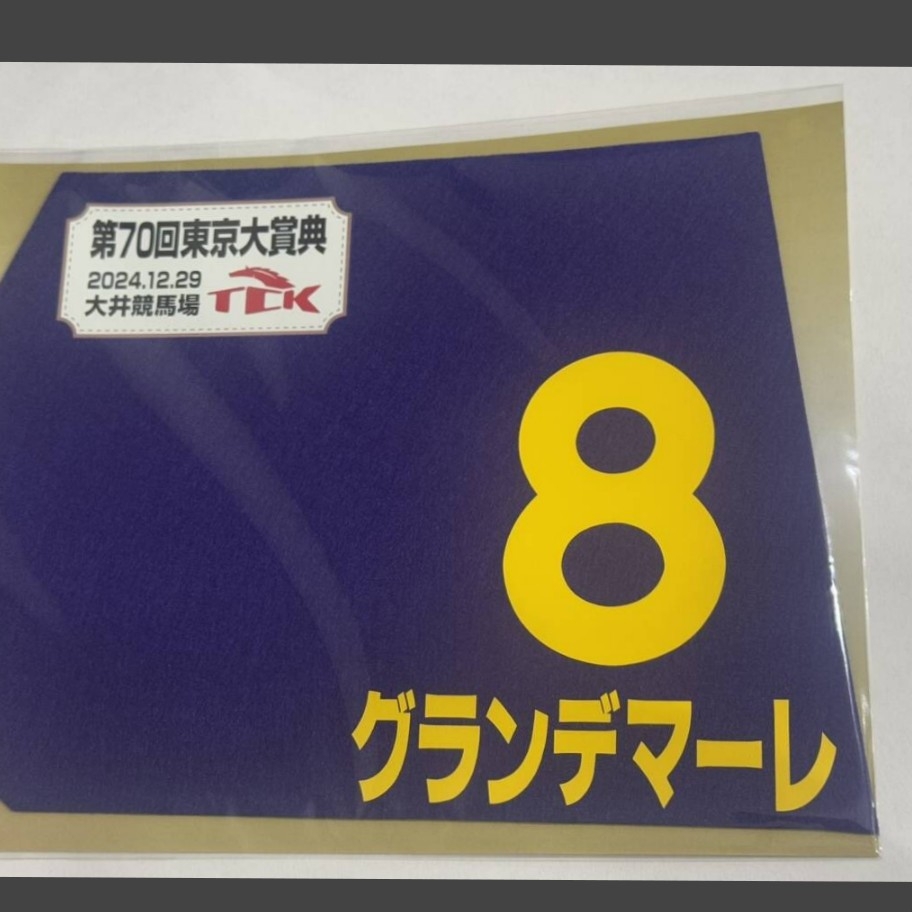 第70回東京大賞典
2024.12.29
大井競馬場 TCK
8
グランデマーレ